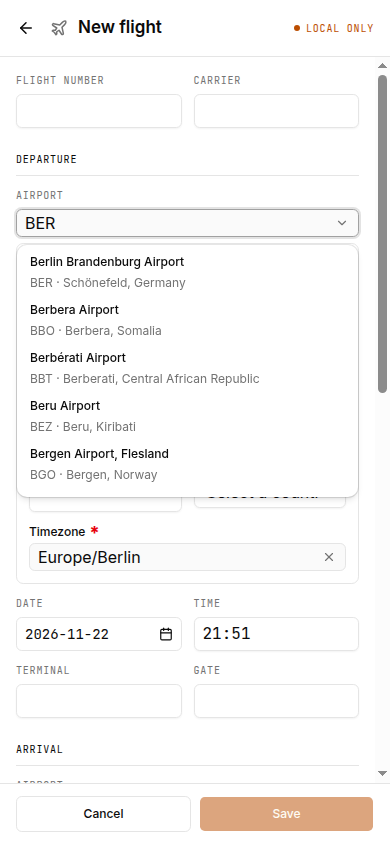 New flight
LOCAL ONLY
FLIGHT NUMBER
CARRIER
DEPARTURE
AIRPORT
BER
Berlin Brandenburg Airport
BER · Schönefeld, Germany
Berbera Airport
BBO · Berbera, Somalia
Berbérati Airport
BBT · Berberati, Central African Republic
Beru Airport
BEZ · Beru, Kiribati
Bergen Airport, Flesland
BGO · Bergen, Norway
Timezone *
Europe/Berlin
DATE
TIME
2026-11-22
21:51
TERMINAL
GATE
ARRIVAL
Cancel
Save